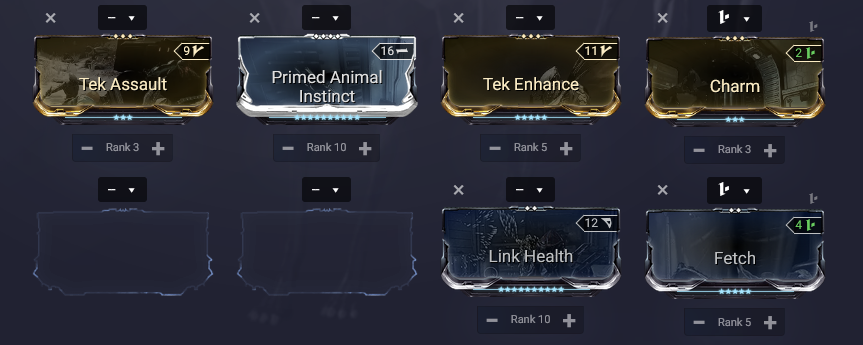 9
Tek Assault
Rank 3
16
Primed Animal
Instinct
Rank 10
11
Tek Enhance
Rank 5
2
Charm
Rank 3
12
Link Health
Rank 10
4
Fetch
Rank 5